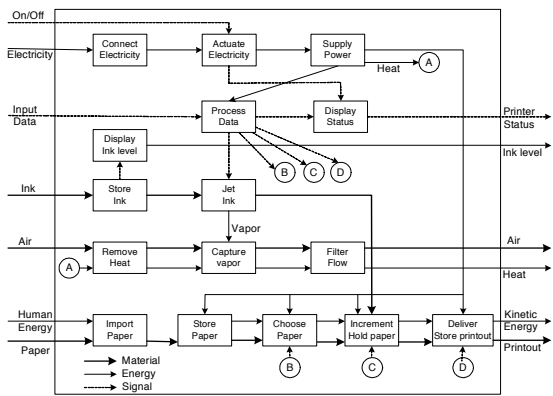 On/Off
Electricity
Connect
Electricity
Actuate
Electricity
Supply
Power
Heat
A
Input
Data
Process
Data
Display
Status
Printer
Status
Display
Ink level
Ink level
B
C
D
Ink
Store
Ink
Jet
Ink
Vapor
Air
A
Remove
Heat
Capture
vapor
Filter
Flow
Air
Heat
Human
Energy
Paper
Import
Paper
Store
Paper
Choose
Paper
Increment
Hold paper
Deliver
Store printout
Kinetic
Energy
Printout
B
C
D
Material
Energy
Signal